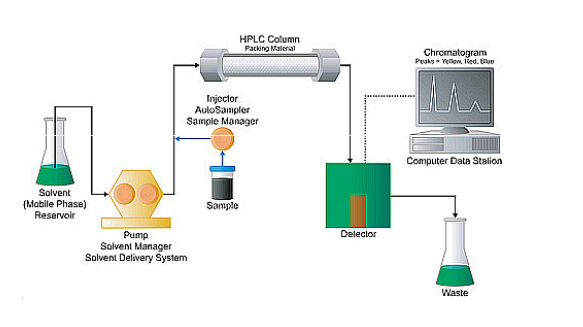 HPLC Column
Packing Material
Chromatogram
Peaks = Yellow, Red, Blue
Injector
AutoSampler
Sample Manager
Computer Data Station
Solvent
(Mobile Phase)
Reservoir
Sample
Pump
Solvent Manager
Solvent Delivery System
Detector
Waste